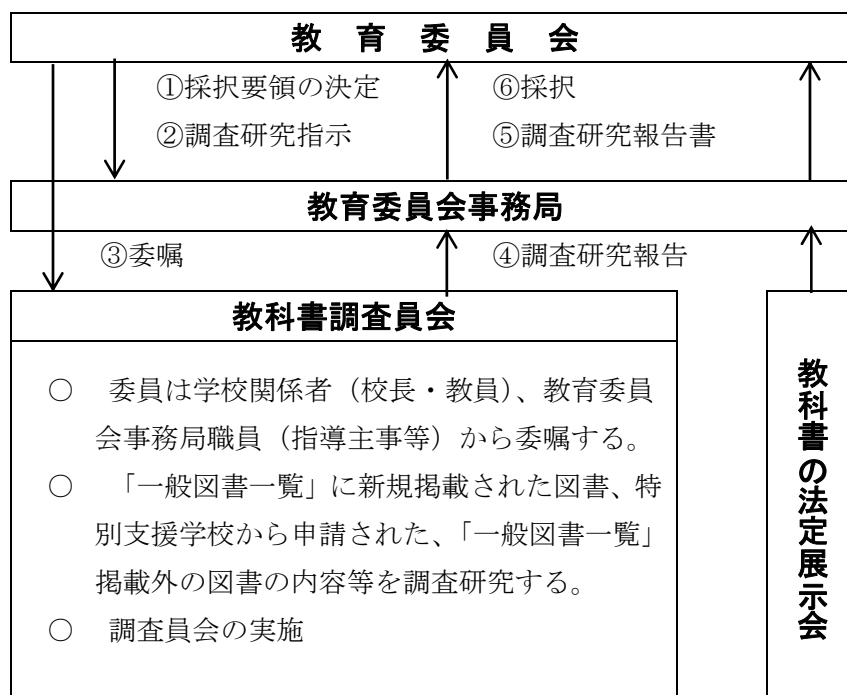 教育委員会
①採択要領の決定
⑥採択
②調査研究指示
⑤調査研究報告書
教育委員会事務局
③委嘱
④調査研究報告
教科書調査員会
○ 委員は学校関係者（校長・教員）、教育委員
会事務局職員（指導主事等）から委嘱する。
○ 「一般図書一覧」に新規掲載された図書、特
別支援学校から申請された、「一般図書一覧」
掲載外の図書の内容等を調査研究する。
○ 調査員会の実施
教科書の法定展示会